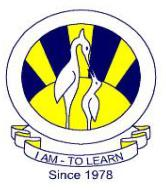 I AM - TO LEARN
Since 1978